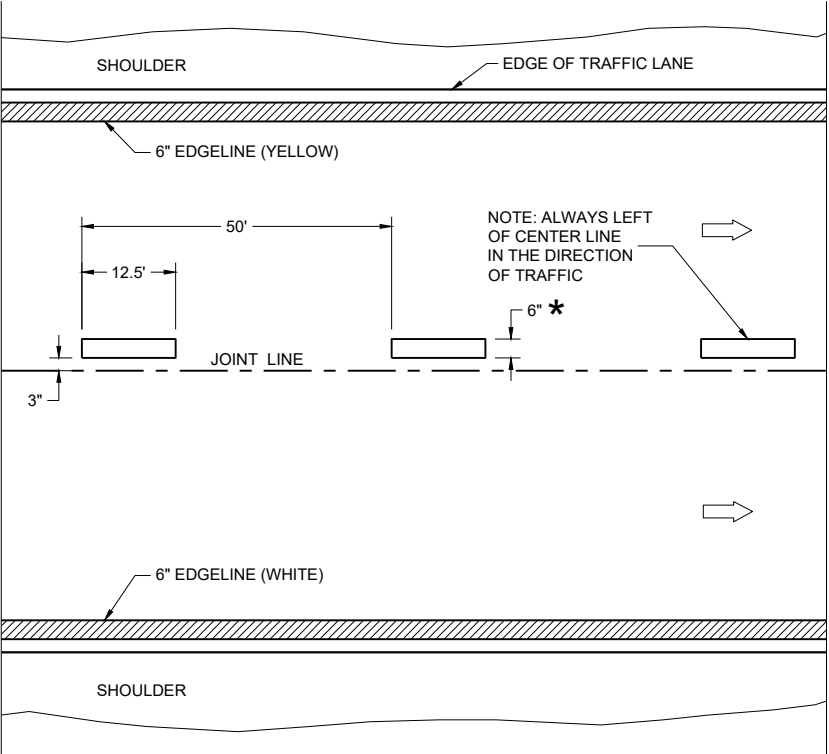 SHOULDER
EDGE OF TRAFFIC LANE
6" EDGELINE (YELLOW)
50'
12.5'
NOTE: ALWAYS LEFT
OF CENTER LINE
IN THE DIRECTION
OF TRAFFIC
6" *
JOINT LINE
3"
6" EDGELINE (WHITE)
SHOULDER